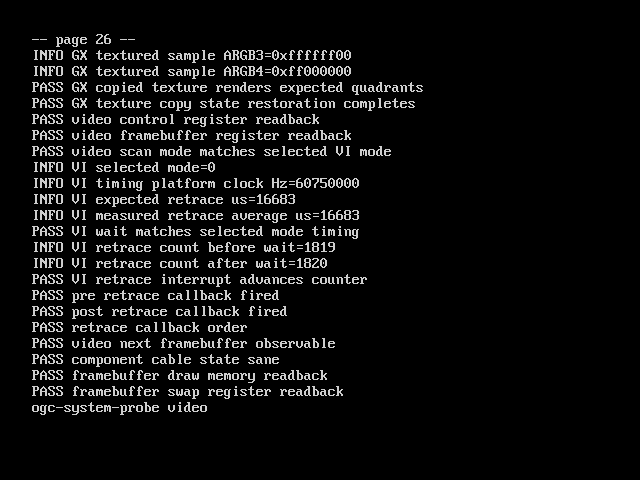 -- page 26 --
INFO GX textured sample ARGB3=0xffffff00
INFO GX textured sample ARGB4=0xff000000
PASS GX copied texture renders expected quadrants
PASS GX texture copy state restoration completes
PASS video control register readback
PASS video framebuffer register readback
PASS video scan mode matches selected VI mode
INFO VI selected mode=0
INFO VI timing platform clock Hz=60750000
INFO VI expected retrace us=16683
INFO VI measured retrace average us=16683
PASS VI wait matches selected mode timing
INFO VI retrace count before wait=1819
INFO VI retrace count after wait=1820
PASS VI retrace interrupt advances counter
PASS pre retrace callback fired
PASS post retrace callback fired
PASS retrace callback order
PASS video next framebuffer observable
PASS component cable state sane
PASS framebuffer draw memory readback
PASS framebuffer swap register readback
ogc-system-probe video